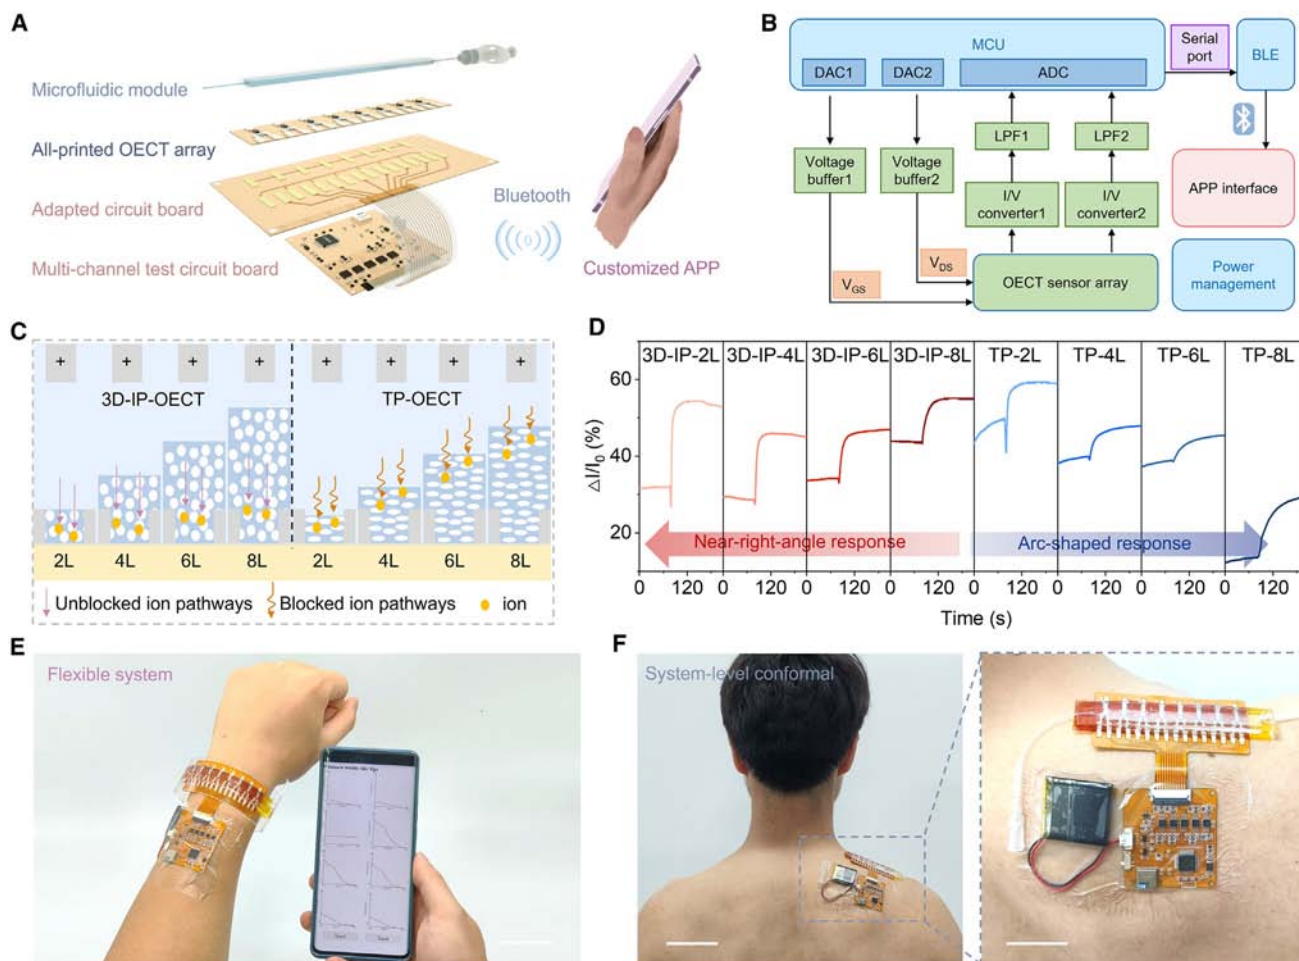 A
Microfluidic module
All-printed OECT array
Adapted circuit board
Multi-channel test circuit board
Bluetooth
Customized APP
B
MCU
DAC1
DAC2
ADC
Serial
port
BLE
Voltage
buffer1
Voltage
buffer2
LPF1
LPF2
I/V
converter1
I/V
converter2
APP interface
V_GS
V_DS
OECT sensor array
Power
management
C
+ + + + + + + +
3D-IP-OECT
TP-OECT
2L 4L 6L 8L 2L 4L 6L 8L
Unblocked ion pathways
Blocked ion pathways
ion
D
3D-IP-2L 3D-IP-4L 3D-IP-6L 3D-IP-8L TP-2L TP-4L TP-6L TP-8L
60
40
20
ΔI/I₀ (%)
Near-right-angle response
Arc-shaped response
0 120 0 120 0 120 0 120 0 120 0 120 0 120 0 120
Time (s)
E
Flexible system
F
System-level conformal